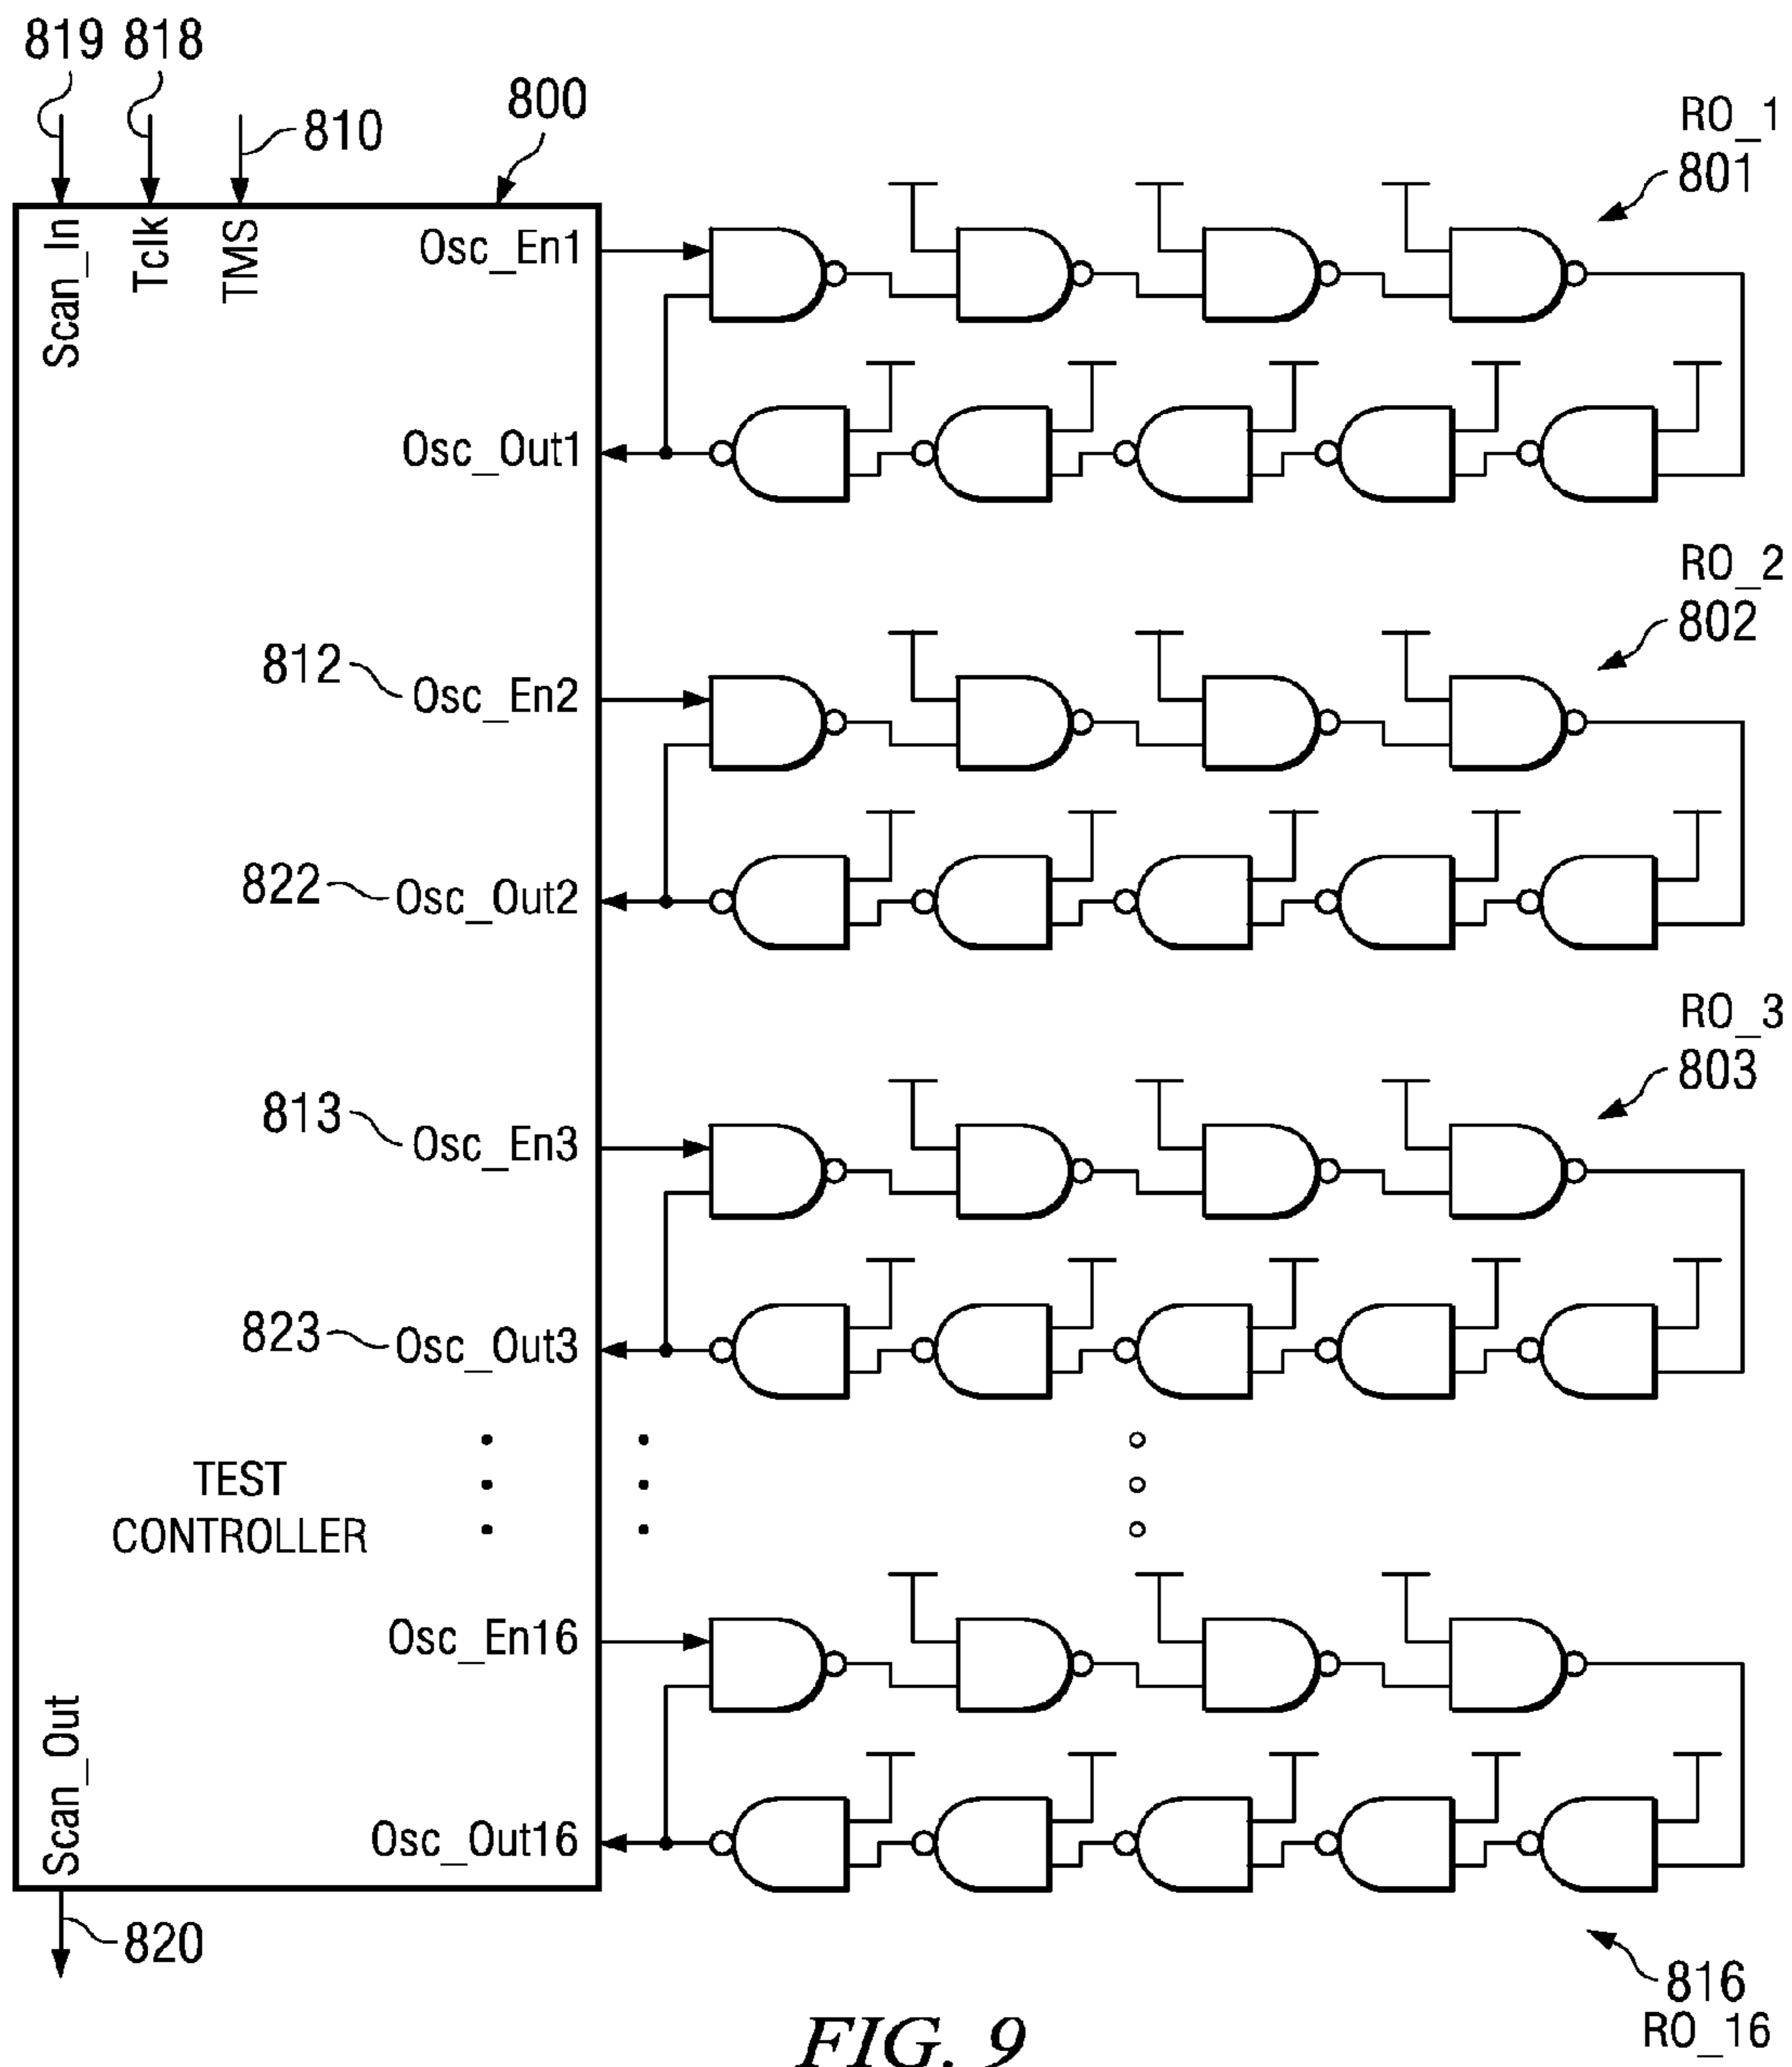 819 818
810
800
RO_1
801
Scan_In
Tclk
TMS
Osc_En1
Osc_Out1
RO_2
802
812
Osc_En2
822
Osc_Out2
RO_3
803
813
Osc_En3
823
Osc_Out3
TEST
CONTROLLER
Osc_En16
Scan_Out
Osc_Out16
820
816
RO_16
FIG. 9